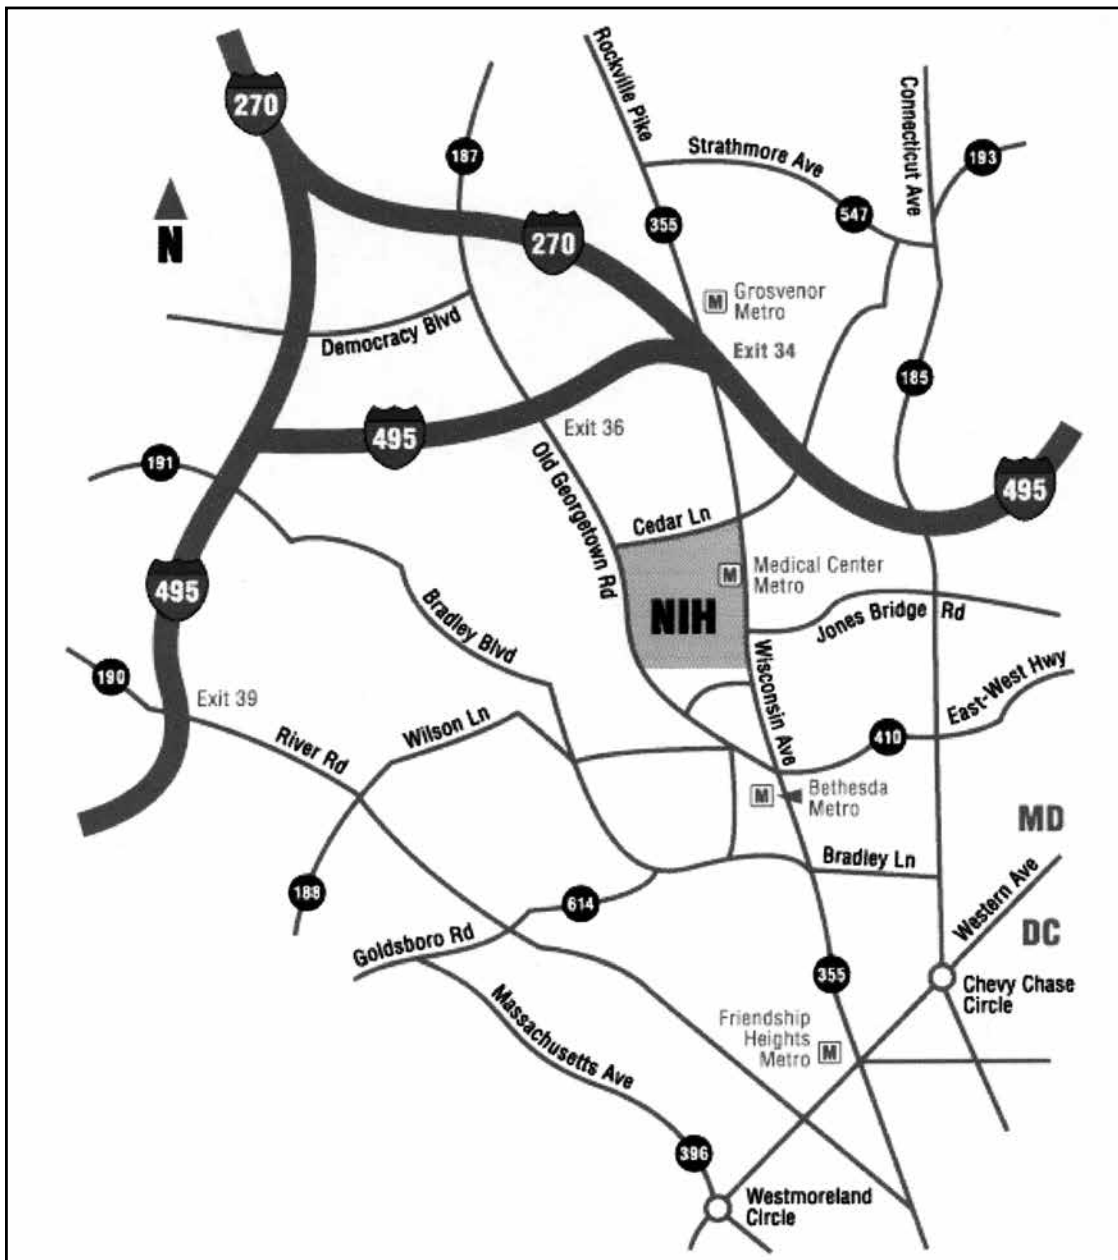 270
187
Rockville Pike
Strathmore Ave
Connecticut Ave
193
547
355
N
270
Grosvenor
Metro
Democracy Blvd
Exit 34
185
495
Exit 36
191
Old Georgetown Rd
495
Cedar Ln
Medical Center
Metro
495
NIH
Bradley Blvd
Jones Bridge Rd
190
Exit 39
Wisconsin Ave
East-West Hwy
410
River Rd
Wilson Ln
Bethesda
Metro
MD
Bradley Ln
188
614
Western Ave
DC
Goldsboro Rd
355
Chevy Chase
Circle
Massachusetts Ave
Friendship
Heights
Metro
396
Westmoreland
Circle
M
M
M
M